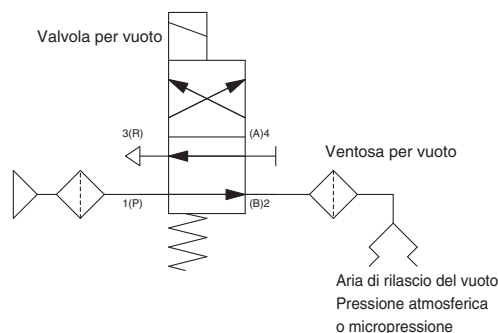 Valvola per vuoto
3(R)
(A)4
Ventosa per vuoto
1(P)
(B)2
Aria di rilascio del vuoto
Pressione atmosferica
o micropressione